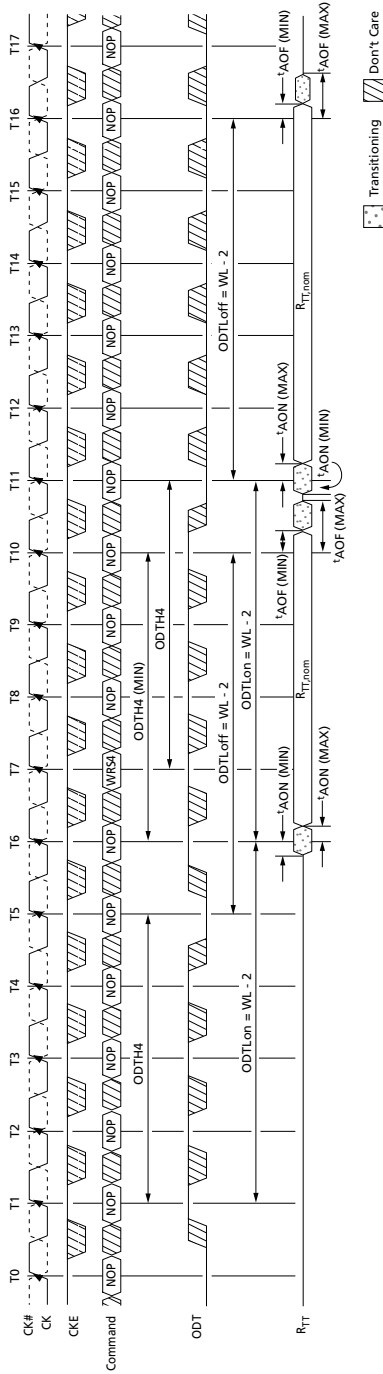 T0 T1 T2 T3 T4 T5 T6 T7 T8 T9 T10 T11 T12 T13 T14 T15 T16 T17
CK#
CK
CKE
Command NOP NOP NOP NOP NOP NOP NOP WRS4 NOP NOP NOP NOP NOP NOP NOP NOP NOP NOP
ODTH4 ODTH4 (MIN)
ODTH4
ODT
ODTLoff = WL - 2 ODTLoff = WL - 2
ODTLon = WL - 2 ODTLon = WL - 2
tAON (MIN) tAON (MAX) tAOF (MIN)
RTT RTT,nom RTT,nom
tAON (MAX) tAOF (MIN) tAON (MIN) tAOF (MAX)
tAOF (MAX)
Transitioning Don't Care